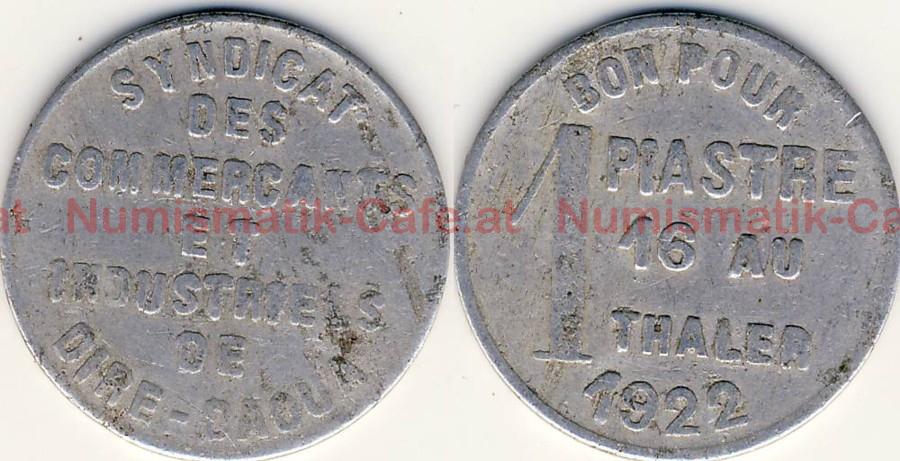 SYNDICAT
DES
COMMERCANTS
ET
INDUSTRIELS
DE
DIRE-DAOUA
BON POUR
1 PIASTRE
16 AU
THALER
1922
at Numismatik-Cafe.at Numismatik-Ca